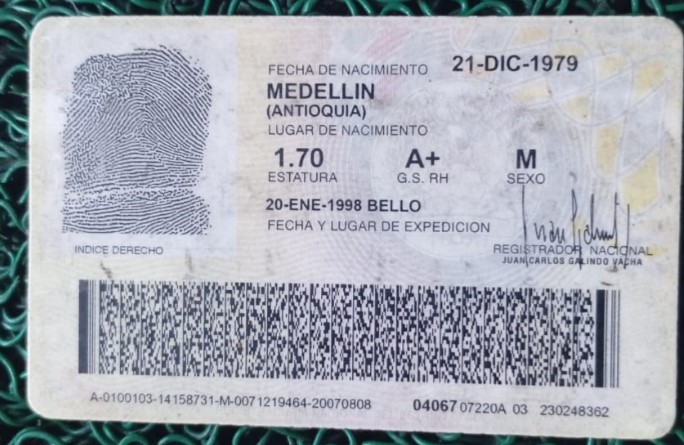 FECHA DE NACIMIENTO 21-DIC-1979
MEDELLIN
(ANTIOQUIA)
LUGAR DE NACIMIENTO
1.70 A+ M
ESTATURA G.S. RH SEXO
20-ENE-1998 BELLO
FECHA Y LUGAR DE EXPEDICION
INDICE DERECHO
REGISTRADOR NACIONAL
JUAN CARLOS GALINDO VACHA
A-0100103-14158731-M-0071219464-20070808 04067 07220A 03 230248362